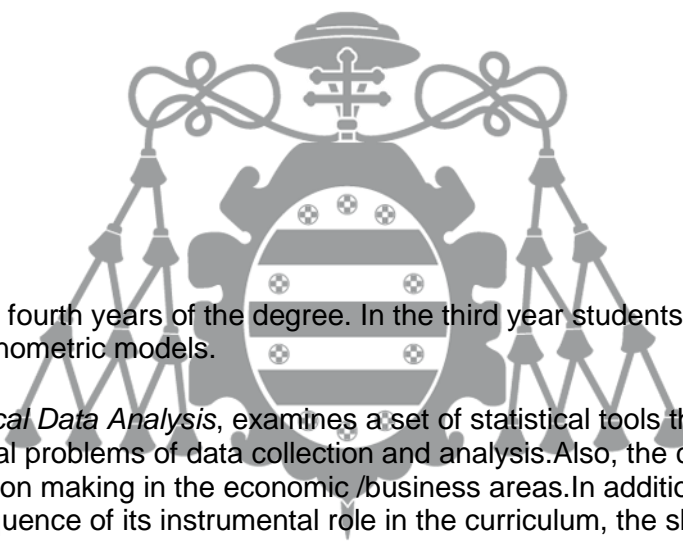 fourth years of the degree. In the third year students
nometric models.
cal Data Analysis, examines a set of statistical tools th
al problems of data collection and analysis.Also, the c
on making in the economic /business areas.In additio
uence of its instrumental role in the curriculum, the sk